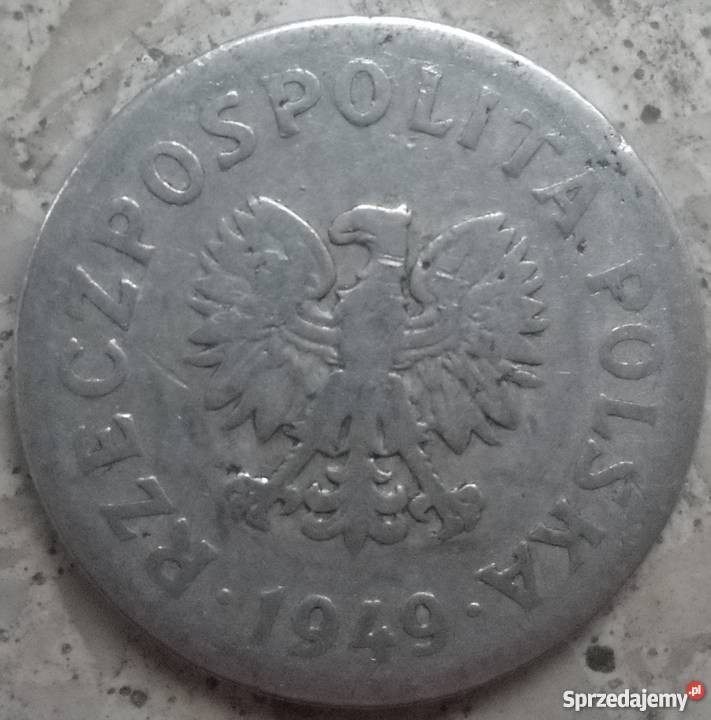 RZECZPOSPOLITA POLSKA
· 1949 ·
Sprzedajemy.pl